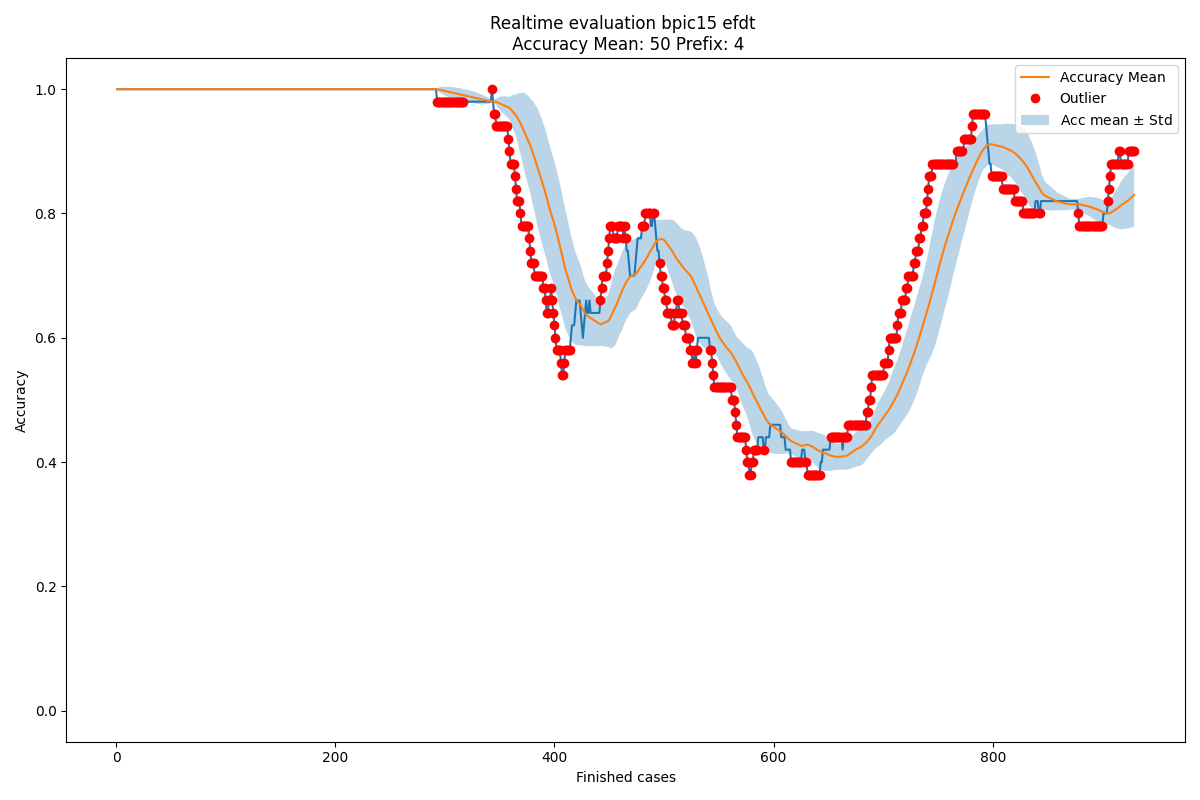 Realtime evaluation bpic15 efdt
Accuracy Mean: 50 Prefix: 4
Accuracy Mean
Outlier
Acc mean ± Std
1.0
0.8
0.6
0.4
0.2
0.0
Accuracy
0
200
400
600
800
Finished cases